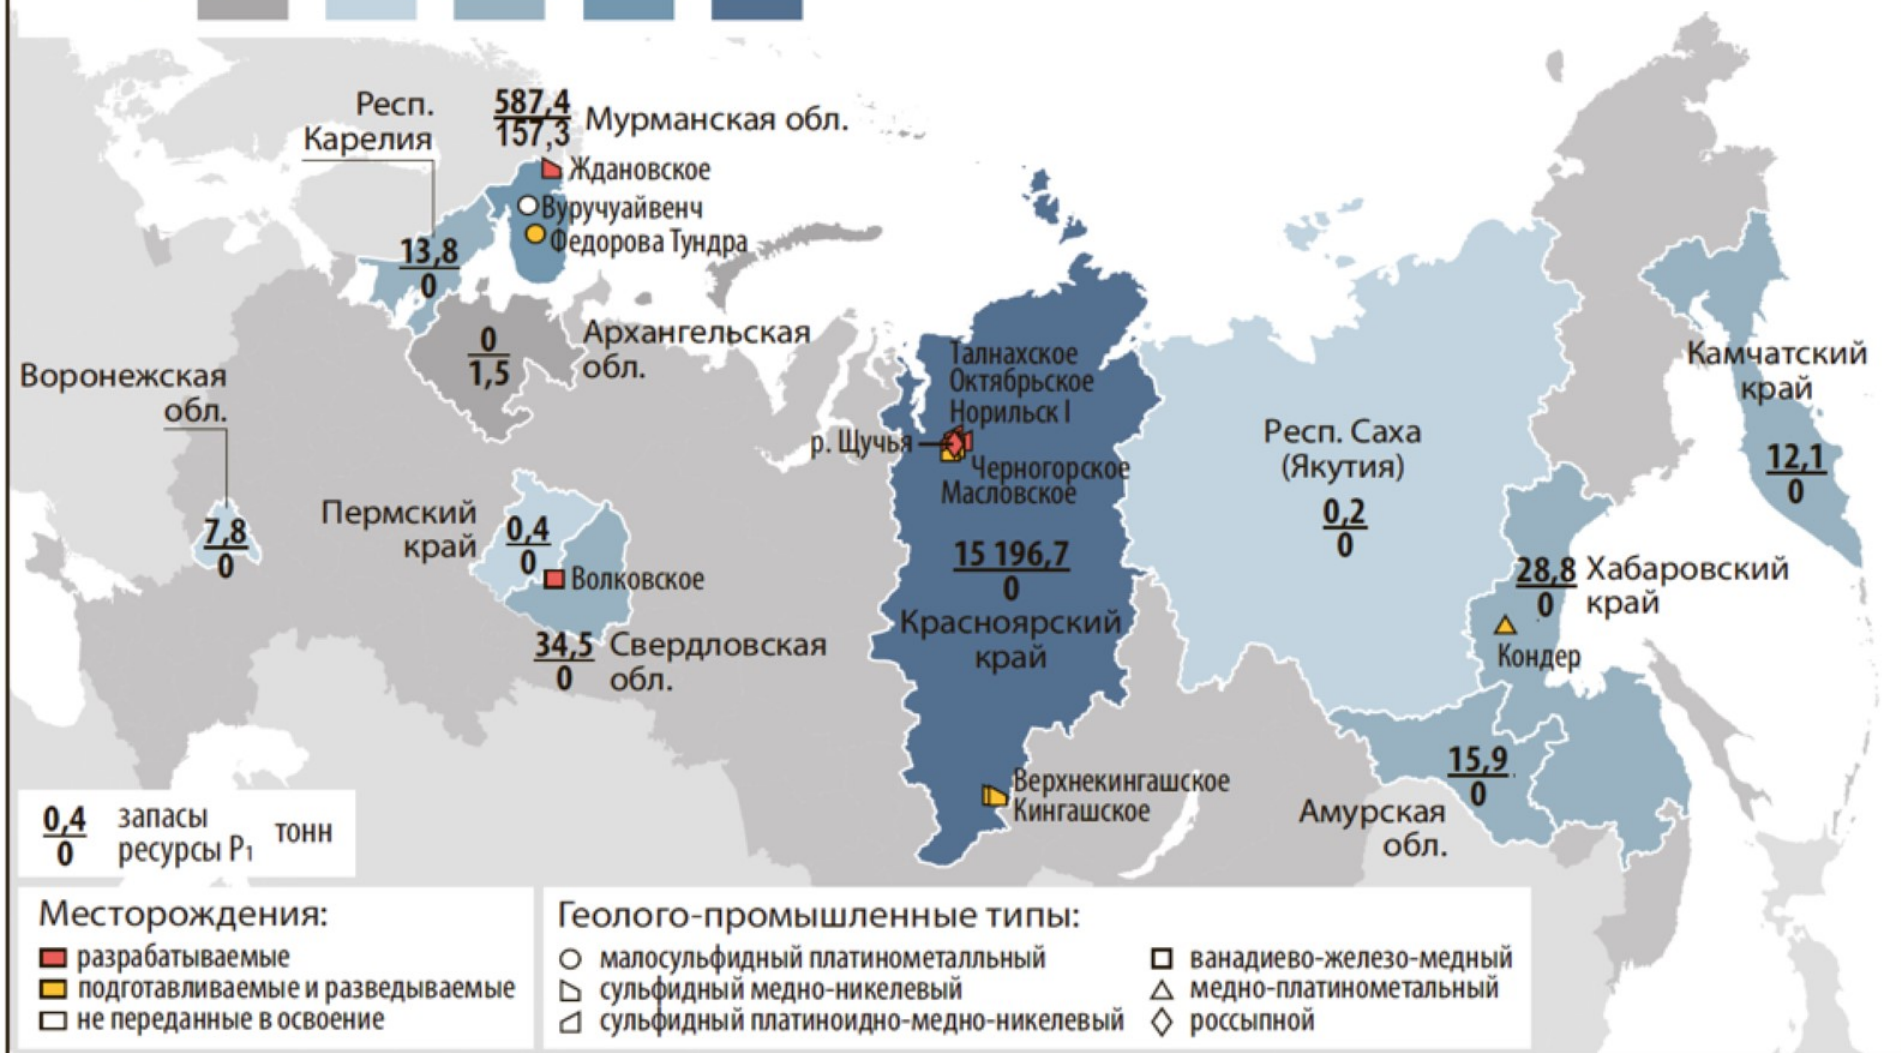 Респ.
Карелия
587,4
157,3
Мурманская обл.
Ждановское
Вуручуайвенч
Федорова Тундра
13,8
0
0
1,5
Архангельская
обл.
Воронежская
обл.
7,8
0
Пермский
край
0,4
0
Волковское
34,5
0
Свердловская
обл.
Талнахское
Октябрьское
Норильск I
р. Щучья
Черногорское
Масловское
15 196,7
0
Красноярский
край
Верхнекингашское
Кингашское
Респ. Саха
(Якутия)
0,2
0
Камчатский
край
12,1
0
28,8
0
Хабаровский
край
Кондер
15,9
0
Амурская
обл.
0,4
0
запасы
ресурсы P₁
тонн
Месторождения:
разрабатываемые
подготавливаемые и разведываемые
не переданные в освоение
Геолого-промышленные типы:
малосульфидный платинометалльный
сульфидный медно-никелевый
сульфидный платиноидно-медно-никелевый
ванадиево-железо-медный
медно-платинометальный
россыпной